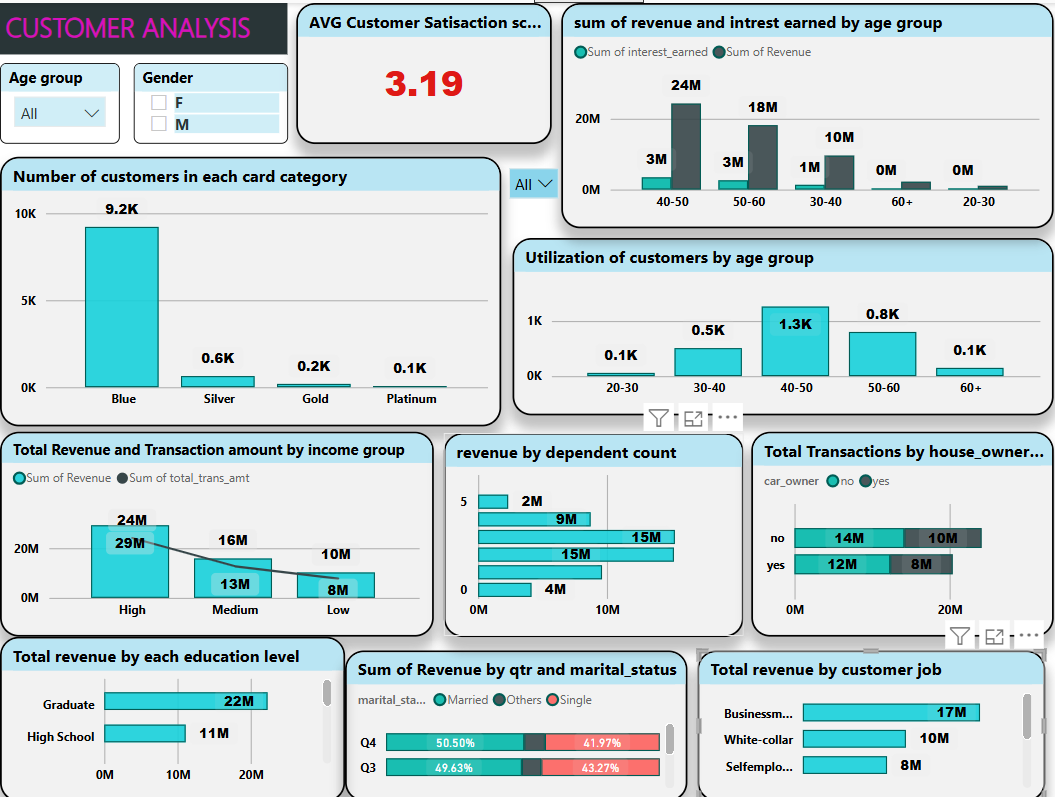 CUSTOMER ANALYSIS
Age group
All
Gender
F
M
AVG Customer Satisaction sc...
3.19
sum of revenue and intrest earned by age group
Sum of interest_earned Sum of Revenue
20M
0M
3M 24M
3M 18M
1M 10M
0M
0M
40-50 50-60 30-40 60+ 20-30
Number of customers in each card category
10K
5K
0K
9.2K
0.6K
0.2K
0.1K
Blue Silver Gold Platinum
All
Utilization of customers by age group
1K
0K
0.1K
0.5K
1.3K
0.8K
0.1K
20-30 30-40 40-50 50-60 60+
Total Revenue and Transaction amount by income group
Sum of Revenue Sum of total_trans_amt
20M
0M
24M
29M
16M
13M
10M
8M
High Medium Low
revenue by dependent count
5
2M
9M
15M
15M
0
4M
0M 10M
Total Transactions by house_owner...
car_owner no yes
no 14M 10M
yes 12M 8M
0M 20M
Total revenue by each education level
Graduate 22M
High School 11M
0M 10M 20M
Sum of Revenue by qtr and marital_status
marital_sta... Married Others Single
Q4 50.50% 41.97%
Q3 49.63% 43.27%
Total revenue by customer job
Businessm... 17M
White-collar 10M
Selfemplo... 8M